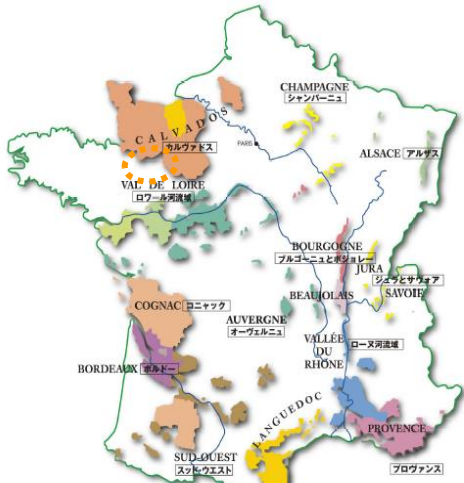 CHAMPAGNE
シャンパーニュ
CALVADOS
カルヴァドス
PARIS
ALSACE アルザス
VAL DE LOIRE
ロワール河流域
BOURGOGNE
ブルゴーニュとボジョレー
JURA
ジュラとサヴォア
SAVOIE
BEAUJOLAIS
COGNAC コニャック
AUVERGNE
オーヴェルニュ
VALLÉE
DU
RHÔNE
ローヌ河流域
BORDEAUX ボルドー
LANGUEDOC
PROVENCE
プロヴァンス
SUD-OUEST
スッド・ウエスト